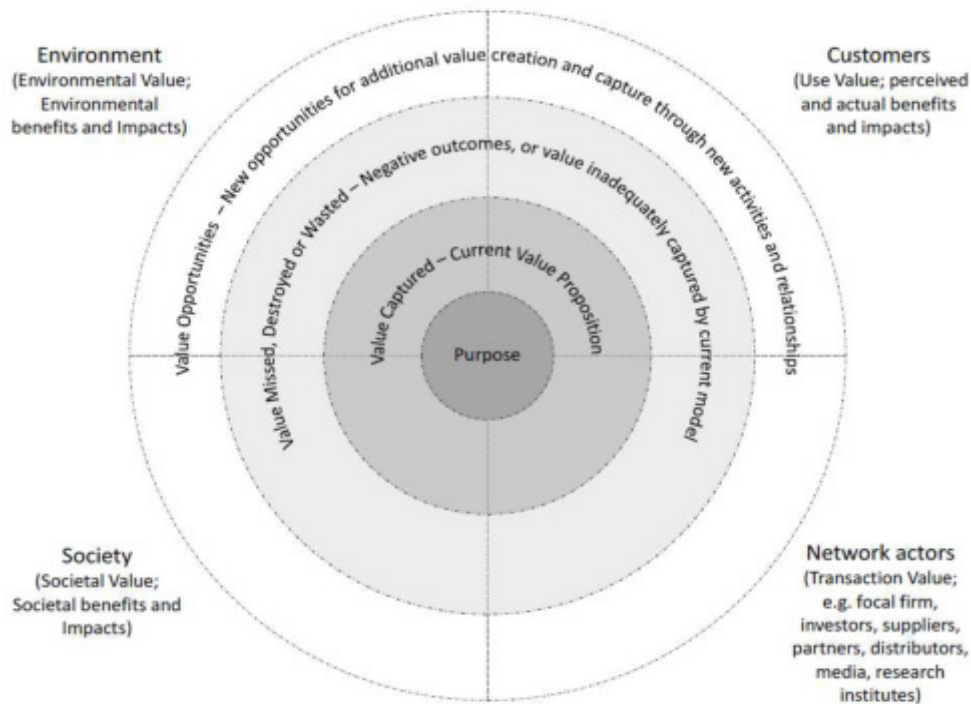 Environment
(Environmental Value;
Environmental
benefits and Impacts)
Customers
(Use Value; perceived
and actual benefits
and impacts)
Value Opportunities – New opportunities for additional value creation and capture through new activities and relationships
Value Missed, Destroyed or Wasted – Negative outcomes, or value inadequately captured by current model
Value Captured – Current Value Proposition
Purpose
Society
(Societal Value;
Societal benefits and
Impacts)
Network actors
(Transaction Value;
e.g. focal firm,
investors, suppliers,
partners, distributors,
media, research
institutes)